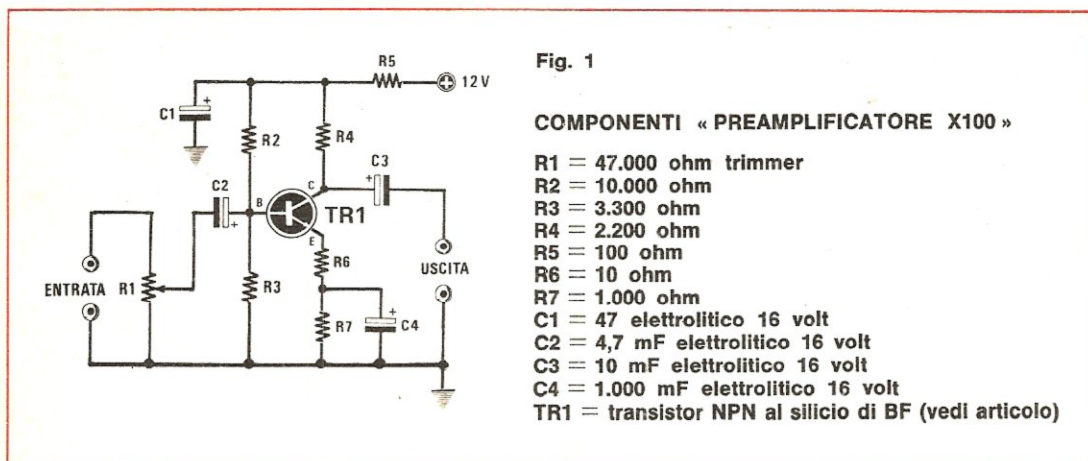 R5
12 V
C1
+
R2
R4
C3
+
C2
C
B
TR1
+
E
R6
USCITA
ENTRATA
R1
R3
R7
C4
+
Fig. 1
COMPONENTI « PREAMPLIFICATORE X100 »
R1 = 47.000 ohm trimmer
R2 = 10.000 ohm
R3 = 3.300 ohm
R4 = 2.200 ohm
R5 = 100 ohm
R6 = 10 ohm
R7 = 1.000 ohm
C1 = 47 elettrolitico 16 volt
C2 = 4,7 mF elettrolitico 16 volt
C3 = 10 mF elettrolitico 16 volt
C4 = 1.000 mF elettrolitico 16 volt
TR1 = transistor NPN al silicio di BF (vedi articolo)